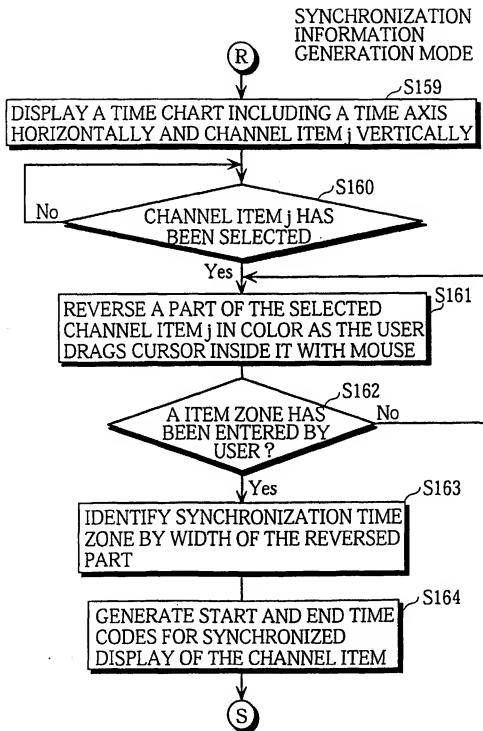 SYNCHRONIZATION
INFORMATION
GENERATION MODE
R
S159
DISPLAY A TIME CHART INCLUDING A TIME AXIS
HORIZONTALLY AND CHANNEL ITEM j VERTICALLY
S160
No
CHANNEL ITEM j HAS
BEEN SELECTED
Yes
S161
REVERSE A PART OF THE SELECTED
CHANNEL ITEM j IN COLOR AS THE USER
DRAGS CURSOR INSIDE IT WITH MOUSE
S162
A ITEM ZONE HAS
BEEN ENTERED BY
USER ?
No
Yes
S163
IDENTIFY SYNCHRONIZATION TIME
ZONE BY WIDTH OF THE REVERSED
PART
S164
GENERATE START AND END TIME
CODES FOR SYNCHRONIZED
DISPLAY OF THE CHANNEL ITEM
S